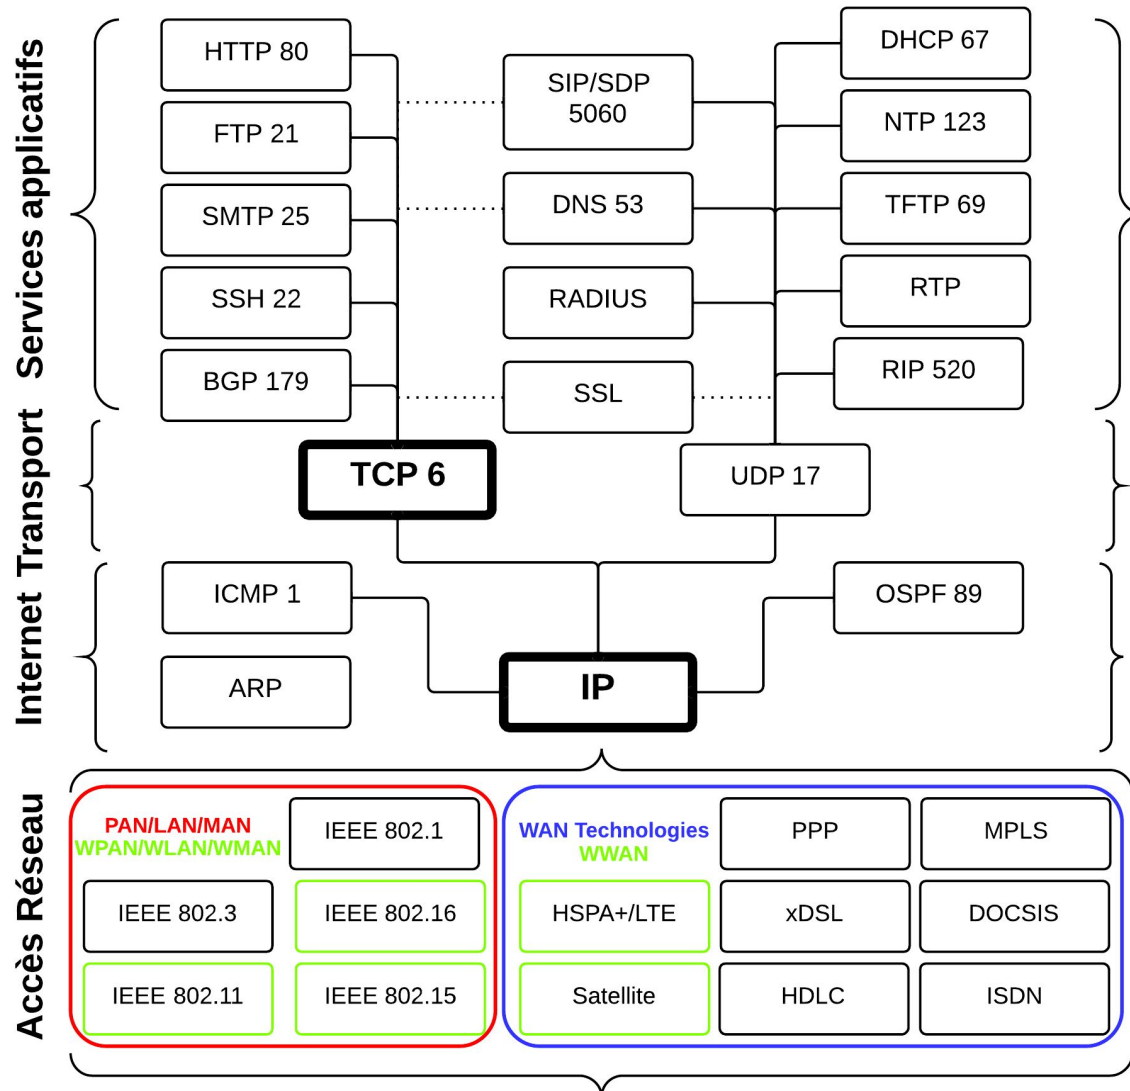 Services applicatifs
HTTP 80
FTP 21
SMTP 25
SSH 22
BGP 179
SIP/SDP
5060
DNS 53
RADIUS
SSL
DHCP 67
NTP 123
TFTP 69
RTP
RIP 520
Transport
TCP 6
UDP 17
Internet
ICMP 1
ARP
IP
OSPF 89
Accès Réseau
PAN/LAN/MAN
WPAN/WLAN/WMAN
IEEE 802.1
IEEE 802.3
IEEE 802.16
IEEE 802.11
IEEE 802.15
WAN Technologies
WWAN
PPP
MPLS
HSPA+/LTE
xDSL
DOCSIS
Satellite
HDLC
ISDN